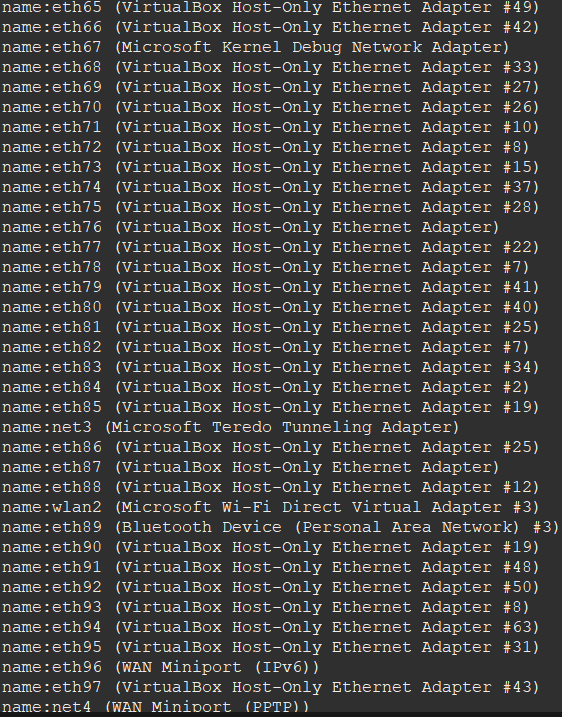 name:eth65 (VirtualBox Host-Only Ethernet Adapter #49)
name:eth66 (VirtualBox Host-Only Ethernet Adapter #42)
name:eth67 (Microsoft Kernel Debug Network Adapter)
name:eth68 (VirtualBox Host-Only Ethernet Adapter #33)
name:eth69 (VirtualBox Host-Only Ethernet Adapter #27)
name:eth70 (VirtualBox Host-Only Ethernet Adapter #26)
name:eth71 (VirtualBox Host-Only Ethernet Adapter #10)
name:eth72 (VirtualBox Host-Only Ethernet Adapter #8)
name:eth73 (VirtualBox Host-Only Ethernet Adapter #15)
name:eth74 (VirtualBox Host-Only Ethernet Adapter #37)
name:eth75 (VirtualBox Host-Only Ethernet Adapter #28)
name:eth76 (VirtualBox Host-Only Ethernet Adapter)
name:eth77 (VirtualBox Host-Only Ethernet Adapter #22)
name:eth78 (VirtualBox Host-Only Ethernet Adapter #7)
name:eth79 (VirtualBox Host-Only Ethernet Adapter #41)
name:eth80 (VirtualBox Host-Only Ethernet Adapter #40)
name:eth81 (VirtualBox Host-Only Ethernet Adapter #25)
name:eth82 (VirtualBox Host-Only Ethernet Adapter #7)
name:eth83 (VirtualBox Host-Only Ethernet Adapter #34)
name:eth84 (VirtualBox Host-Only Ethernet Adapter #2)
name:eth85 (VirtualBox Host-Only Ethernet Adapter #19)
name:net3 (Microsoft Teredo Tunneling Adapter)
name:eth86 (VirtualBox Host-Only Ethernet Adapter #25)
name:eth87 (VirtualBox Host-Only Ethernet Adapter)
name:eth88 (VirtualBox Host-Only Ethernet Adapter #12)
name:wlan2 (Microsoft Wi-Fi Direct Virtual Adapter #3)
name:eth89 (Bluetooth Device (Personal Area Network) #3)
name:eth90 (VirtualBox Host-Only Ethernet Adapter #19)
name:eth91 (VirtualBox Host-Only Ethernet Adapter #48)
name:eth92 (VirtualBox Host-Only Ethernet Adapter #50)
name:eth93 (VirtualBox Host-Only Ethernet Adapter #8)
name:eth94 (VirtualBox Host-Only Ethernet Adapter #63)
name:eth95 (VirtualBox Host-Only Ethernet Adapter #31)
name:eth96 (WAN Miniport (IPv6))
name:eth97 (VirtualBox Host-Only Ethernet Adapter #43)
name:net4 (WAN Miniport (PPTP))